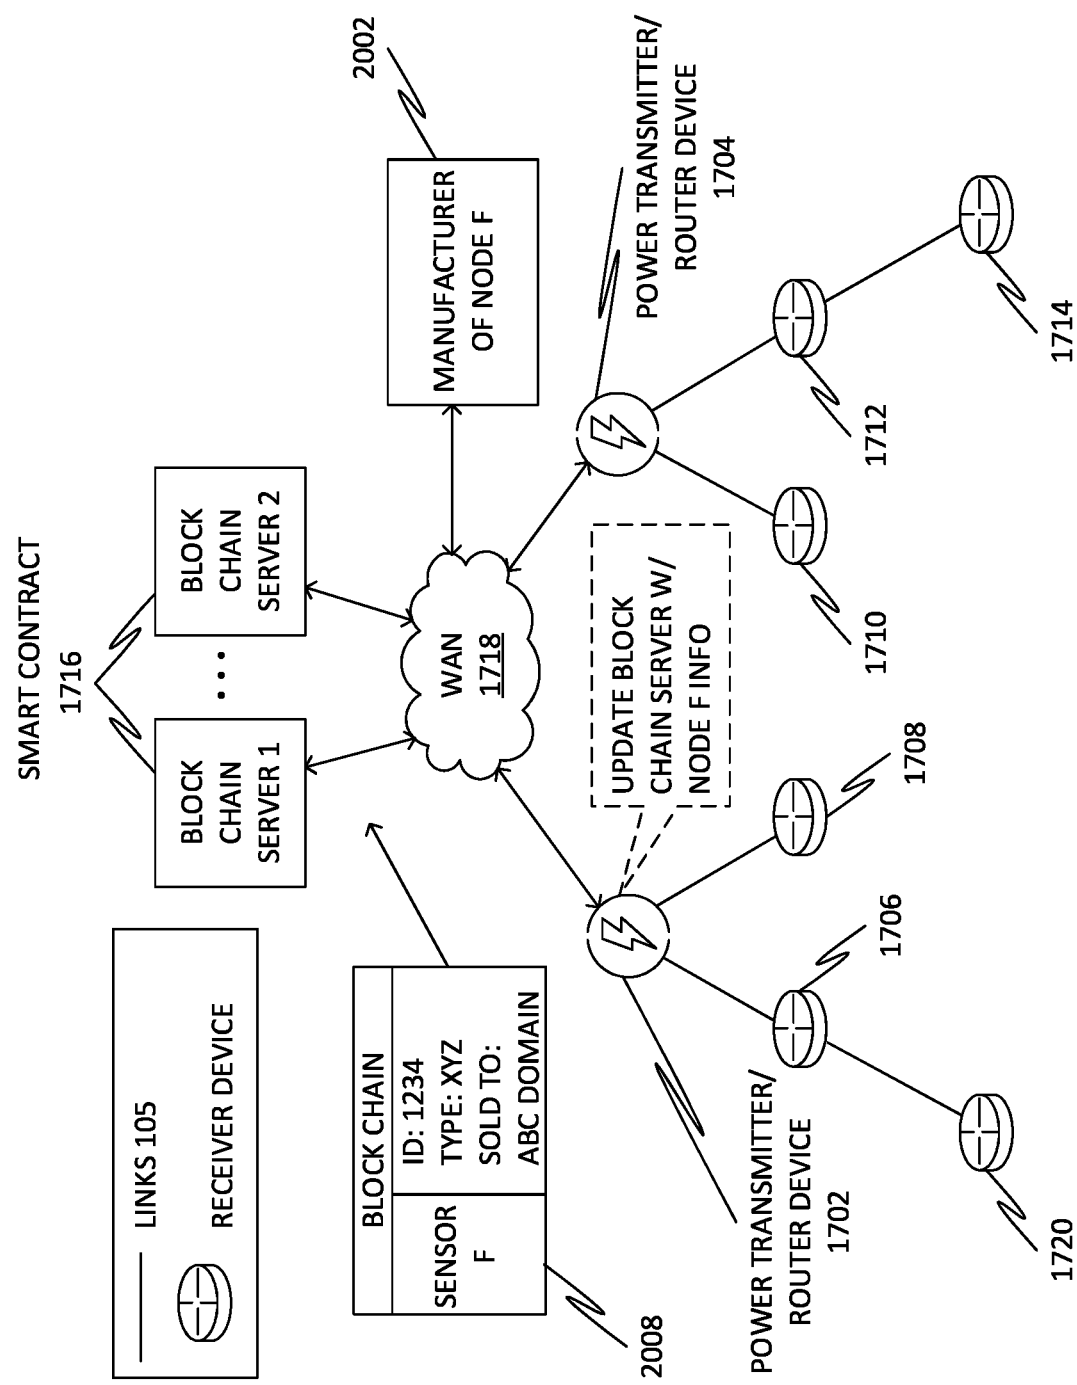 LINKS 105
RECEIVER DEVICE
SMART CONTRACT
1716
BLOCK
CHAIN
SERVER 1
...
BLOCK
CHAIN
SERVER 2
BLOCK CHAIN
SENSOR
F
ID: 1234
TYPE: XYZ
SOLD TO:
ABC DOMAIN
2008
WAN
1718
MANUFACTURER
OF NODE F
2002
POWER TRANSMITTER/
ROUTER DEVICE
1702
UPDATE BLOCK
CHAIN SERVER W/
NODE F INFO
POWER TRANSMITTER/
ROUTER DEVICE
1704
1720
1706
1708
1710
1712
1714